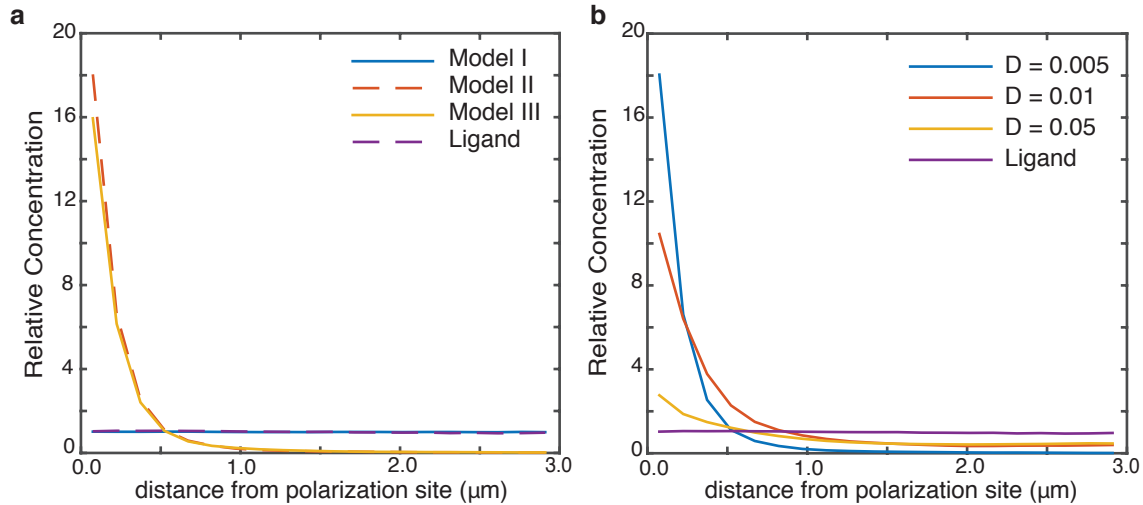 a
20
16
12
8
4
0
Relative Concentration
Model I
Model II
Model III
Ligand
0.0 1.0 2.0 3.0
distance from polarization site (µm)
b
20
16
12
8
4
0
Relative Concentration
D = 0.005
D = 0.01
D = 0.05
Ligand
0.0 1.0 2.0 3.0
distance from polarization site (µm)